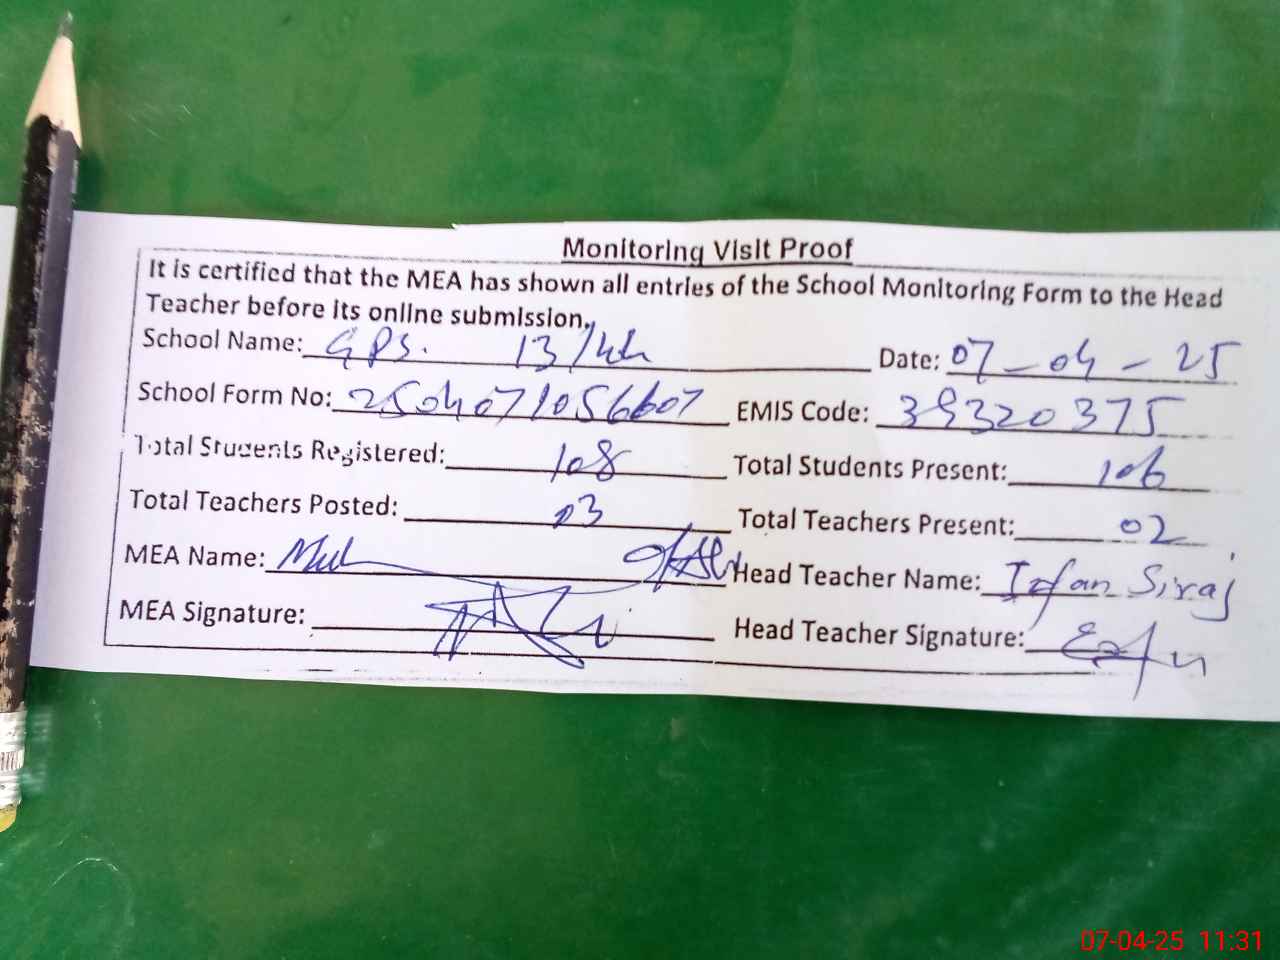 Monitoring Visit Proof
It is certified that the MEA has shown all entries of the School Monitoring Form to the Head
Teacher before its online submission.
School Name: GPS. 13/ Date: 07-04-25
School Form No: 2504071056607 EMIS Code: 39320375
Total Students Registered: 108 Total Students Present: 106
Total Teachers Posted: 03 Total Teachers Present: 02
MEA Name: Head Teacher Name: Irfan Siraj
MEA Signature: Head Teacher Signature:
07-04-25 11:31